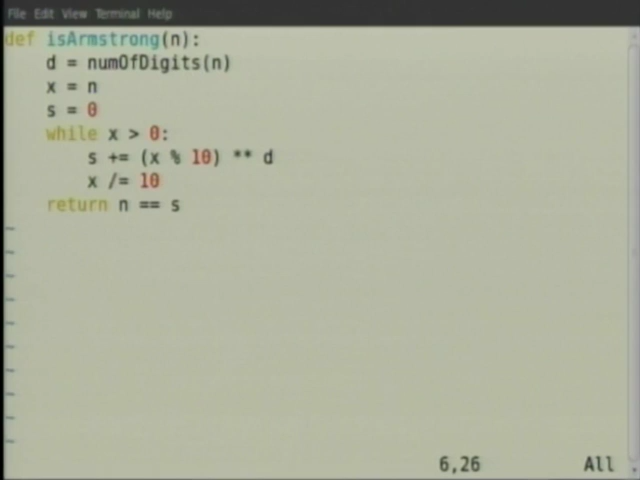 File Edit View Terminal Help
def isArmstrong(n):
    d = numOfDigits(n)
    x = n
    s = 0
    while x > 0:
        s += (x % 10) ** d
        x /= 10
    return n == s
~
~
~
~
~
~
~
~
~
~
6,26 All